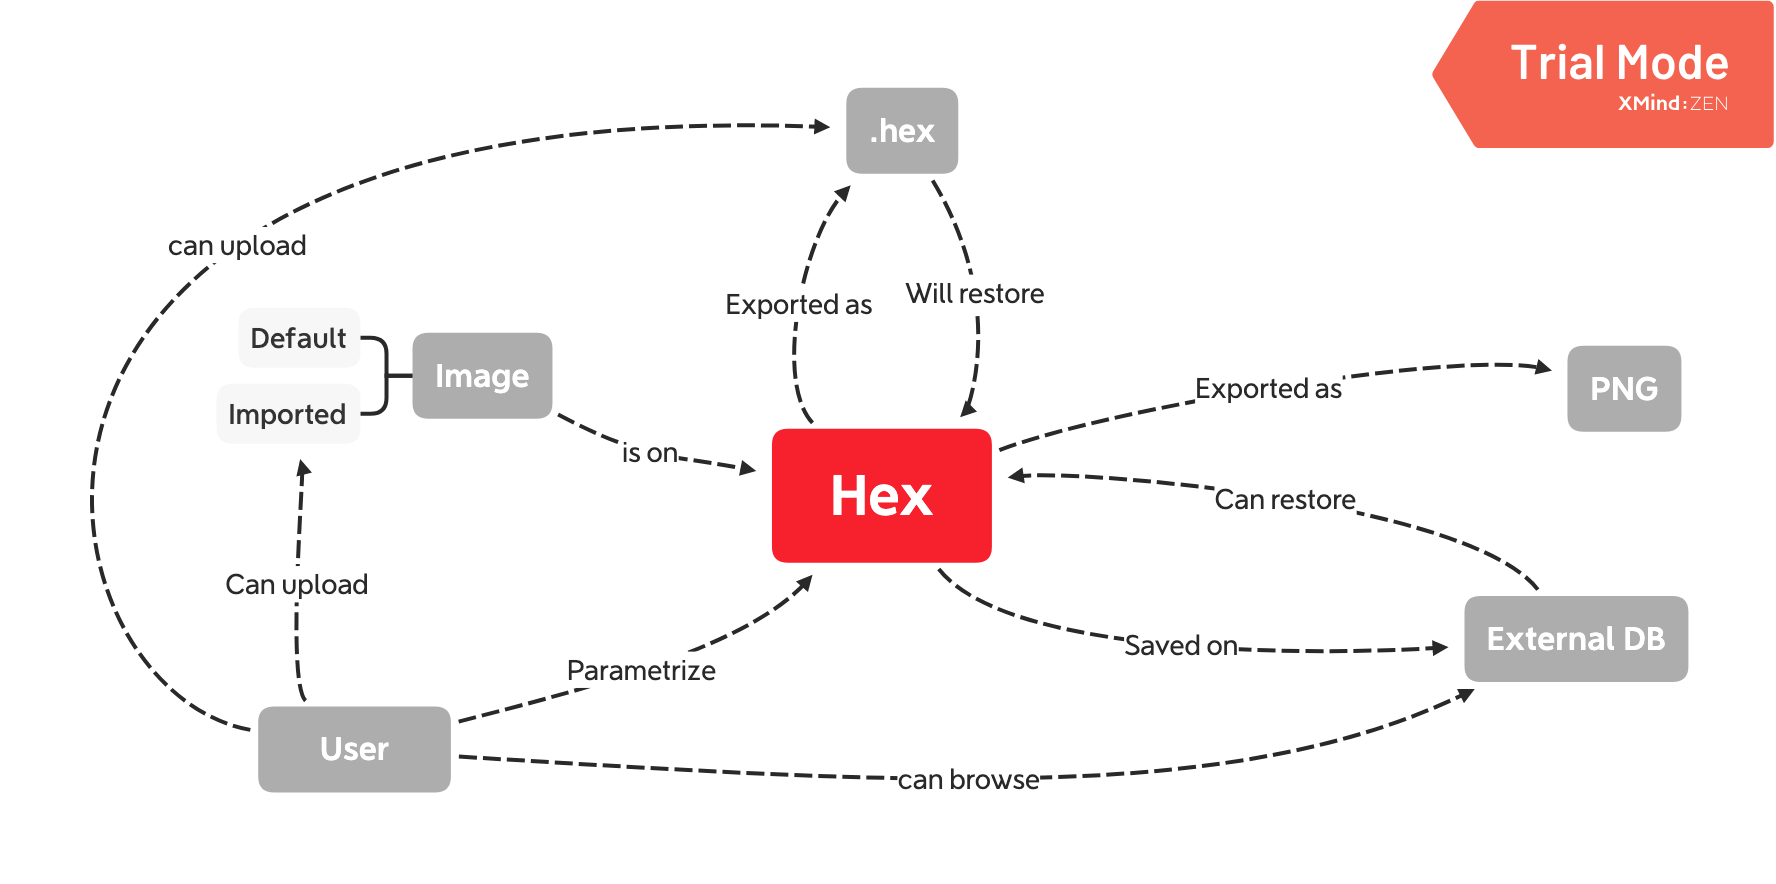 Trial Mode
XMind:ZEN
.hex
can upload
Exported as
Will restore
Default
Image
Imported
PNG
Exported as
is on
Hex
Can restore
Can upload
External DB
Saved on
Parametrize
User
can browse